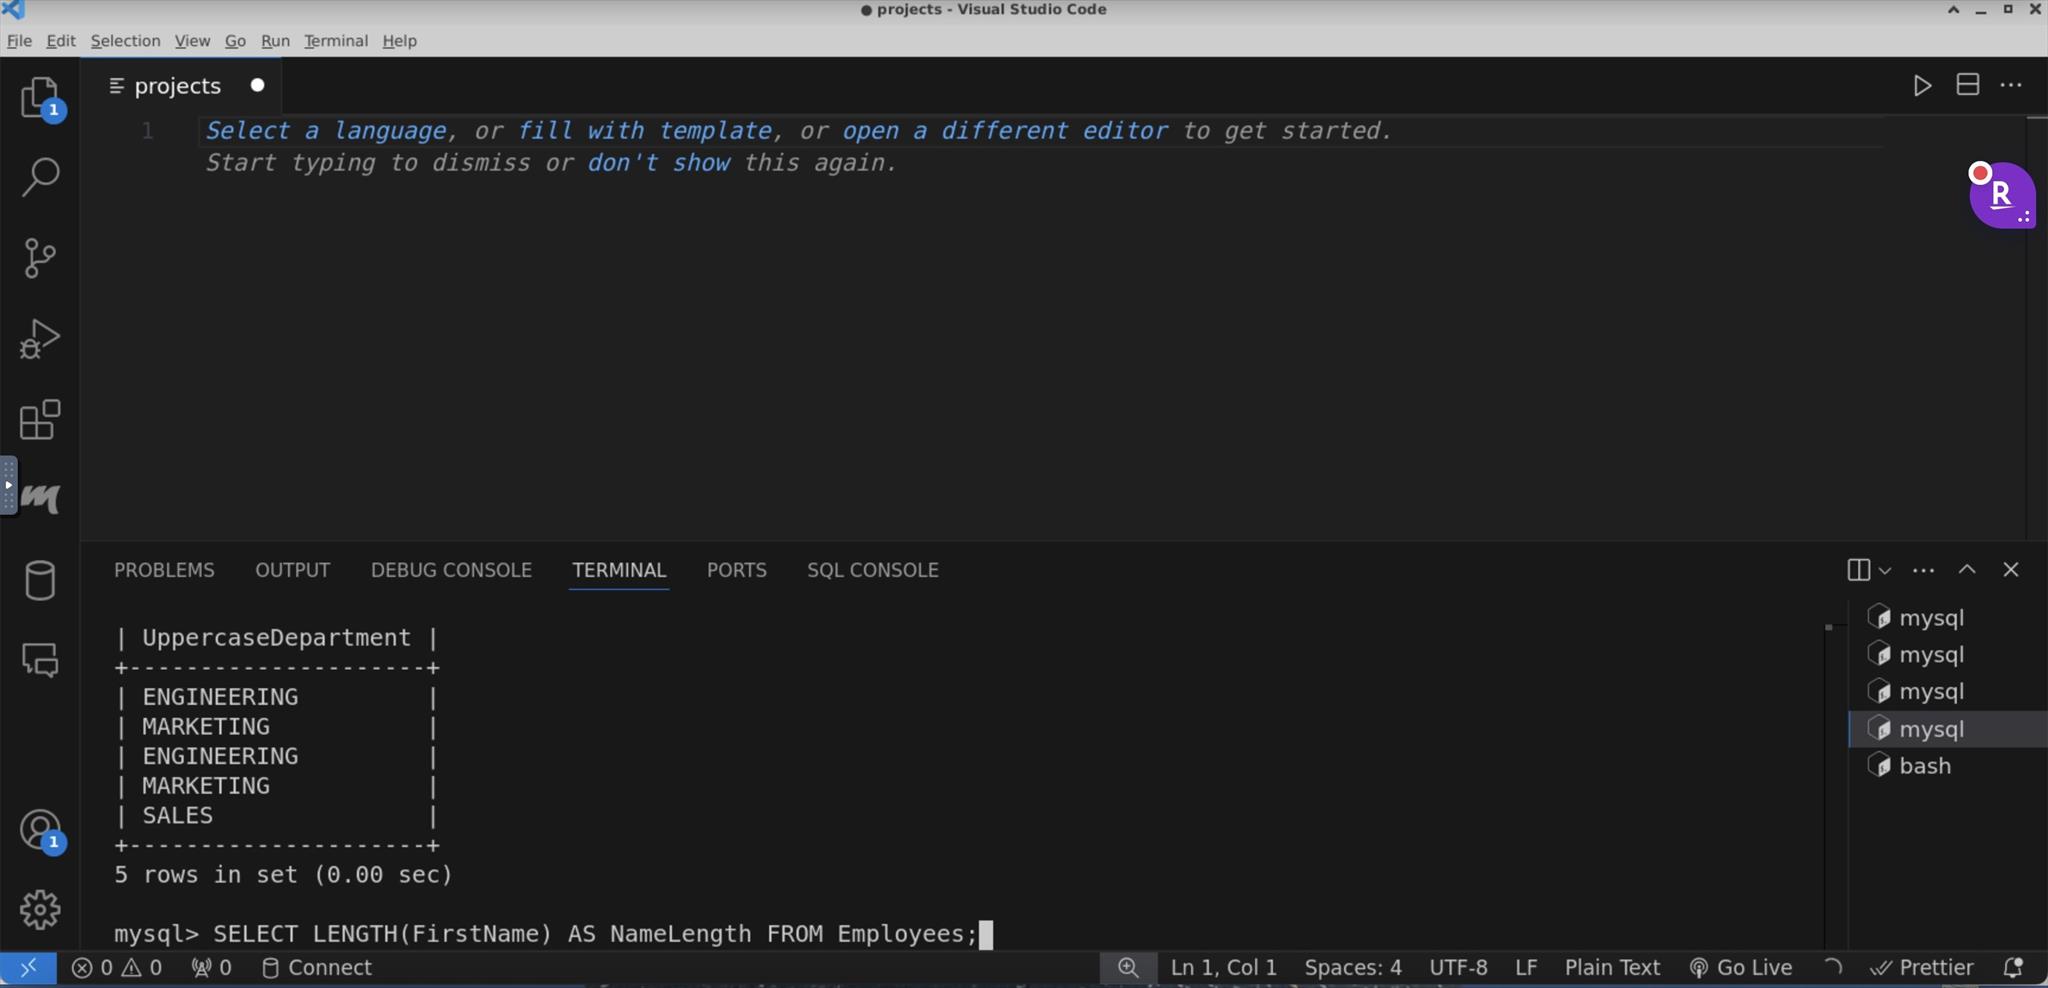 ● projects - Visual Studio Code
File Edit Selection View Go Run Terminal Help
1
projects
1 Select a language, or fill with template, or open a different editor to get started.
Start typing to dismiss or don't show this again.
R
m
PROBLEMS OUTPUT DEBUG CONSOLE TERMINAL PORTS SQL CONSOLE
| UppercaseDepartment |
+---------------------+
| ENGINEERING |
| MARKETING |
| ENGINEERING |
| MARKETING |
| SALES |
+---------------------+
5 rows in set (0.00 sec)
mysql> SELECT LENGTH(FirstName) AS NameLength FROM Employees;
mysql
mysql
mysql
mysql
bash
1
0 0 0 Connect Ln 1, Col 1 Spaces: 4 UTF-8 LF Plain Text Go Live Prettier